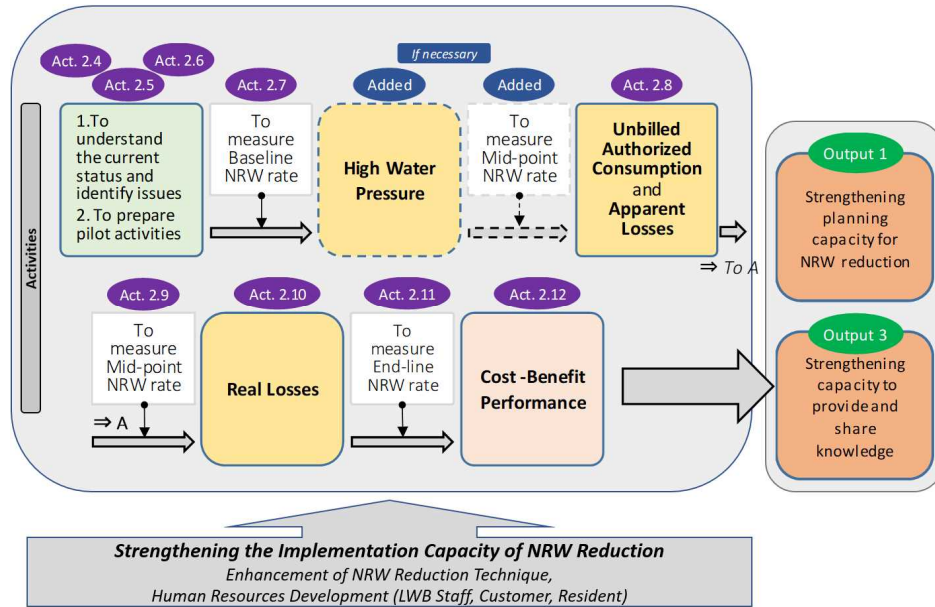 If necessary
Act. 2.4
Act. 2.6
Act. 2.5
Act. 2.7
Added
Added
Act. 2.8
Activities
1.To
understand
the current
status and
identify issues
2. To prepare
pilot activities
To
measure
Baseline
NRW rate
High Water
Pressure
To
measure
Mid-point
NRW rate
Unbilled
Authorized
Consumption
and
Apparent
Losses
⇒ To A
Act. 2.9
Act. 2.10
Act. 2.11
Act. 2.12
To
measure
Mid-point
NRW rate
⇒ A
Real Losses
To
measure
End-line
NRW rate
Cost -Benefit
Performance
Output 1
Strengthening
planning
capacity for
NRW reduction
Output 3
Strengthening
capacity to
provide and
share
knowledge
Strengthening the Implementation Capacity of NRW Reduction
Enhancement of NRW Reduction Technique,
Human Resources Development (LWB Staff, Customer, Resident)